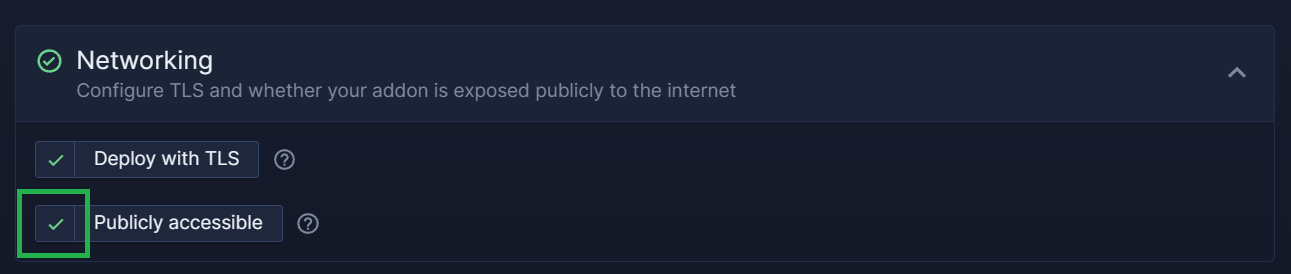 Networking
Configure TLS and whether your addon is exposed publicly to the internet
Deploy with TLS ?
Publicly accessible ?